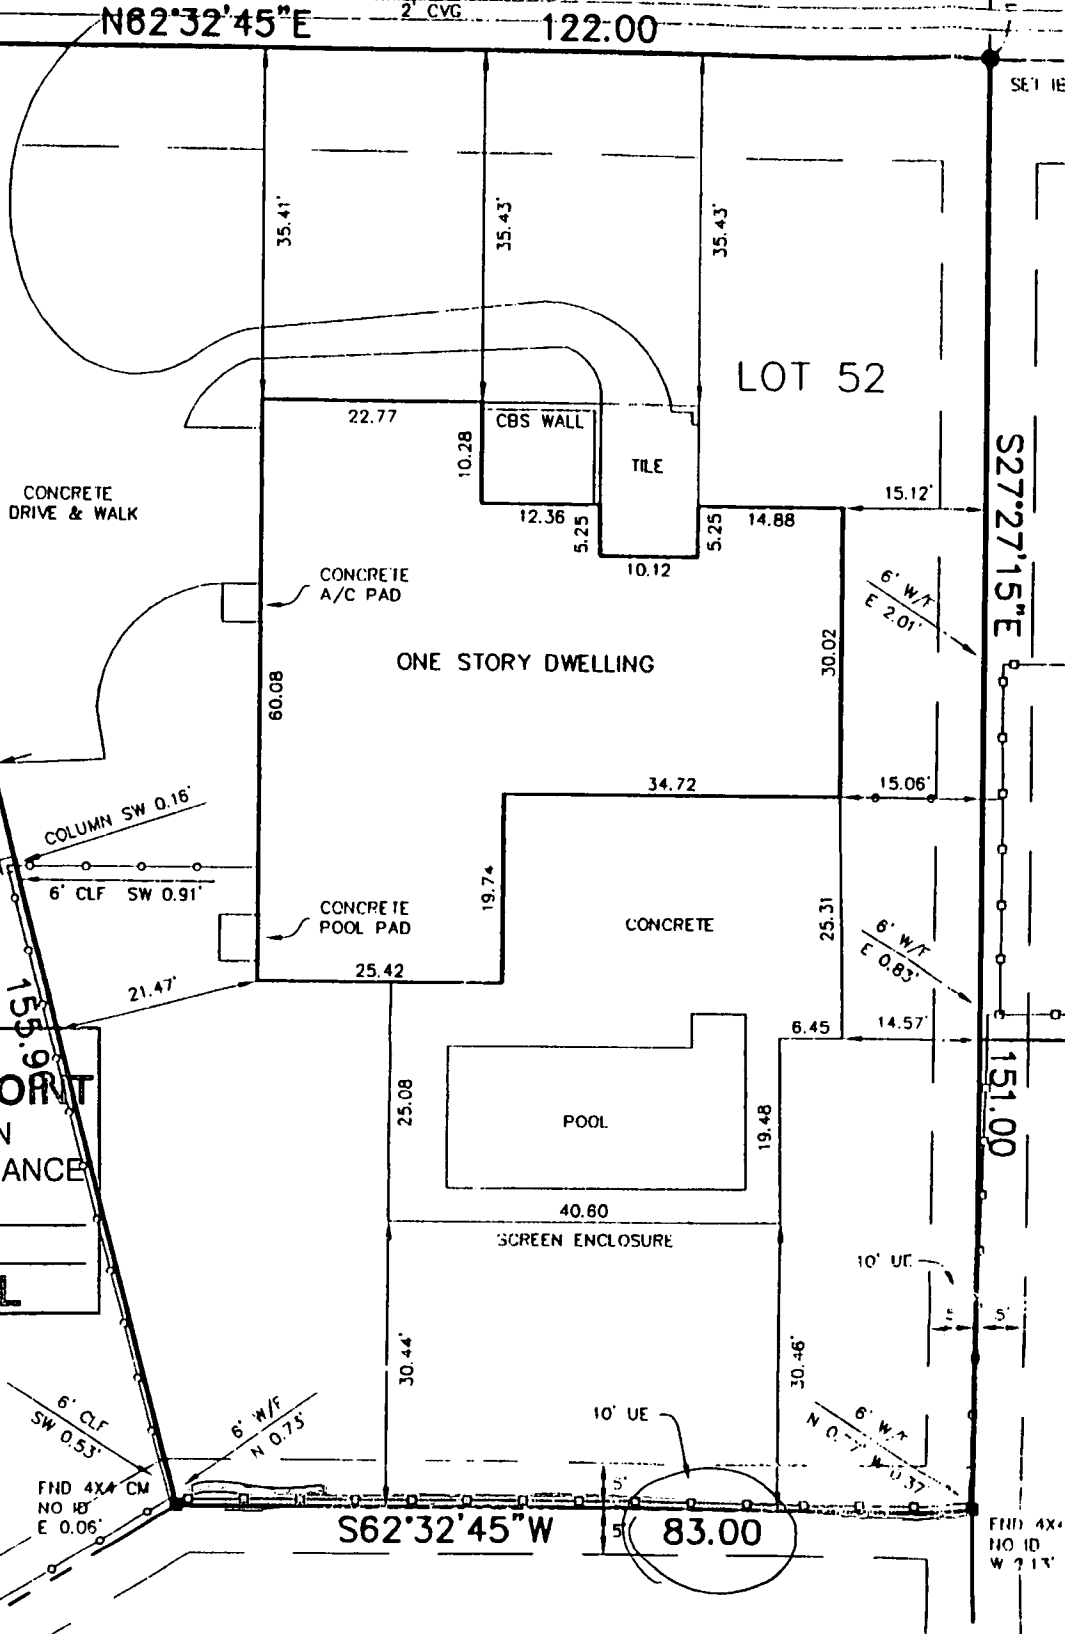 N62°32'45"E
2' CVG
122.00
35.41'
35.43'
35.43'
LOT 52
22.77
CBS WALL
10.28
TILE
12.36
5.25
10.12
5.25
14.88
15.12'
S27°27'15"E
CONCRETE
DRIVE & WALK
CONCRETE
A/C PAD
6' W/F
E 2.01'
ONE STORY DWELLING
60.08
30.02
34.72
15.06'
COLUMN SW 0.16'
6' CLF SW 0.91'
19.74
CONCRETE
POOL PAD
CONCRETE
25.31
6' W/F
E 0.83'
25.42
21.47'
6.45
14.57'
151.00
25.08
POOL
19.48
ANCE
40.60
SCREEN ENCLOSURE
10' UE
5'
30.44'
30.46'
6' CLF
SW 0.53'
6' W/F
N 0.75'
10' UE
FND 4X4 CM
NO ID
E 0.06'
5'
5'
S62°32'45"W
83.00
NO ID